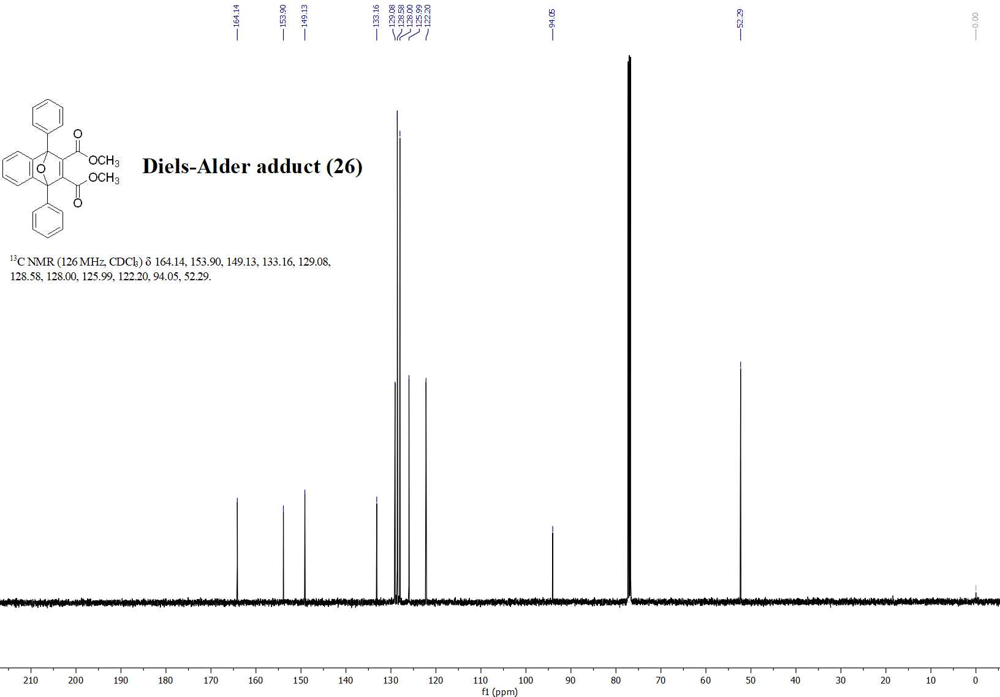 164.14
153.90
149.13
133.16
129.08
128.58
128.00
125.99
122.20
94.05
52.29
0.00
O
OCH3
O
OCH3
O
Diels-Alder adduct (26)
13C NMR (126 MHz, CDCl3) δ 164.14, 153.90, 149.13, 133.16, 129.08,
128.58, 128.00, 125.99, 122.20, 94.05, 52.29.
210 200 190 180 170 160 150 140 130 120 110 100 90 80 70 60 50 40 30 20 10 0
f1 (ppm)